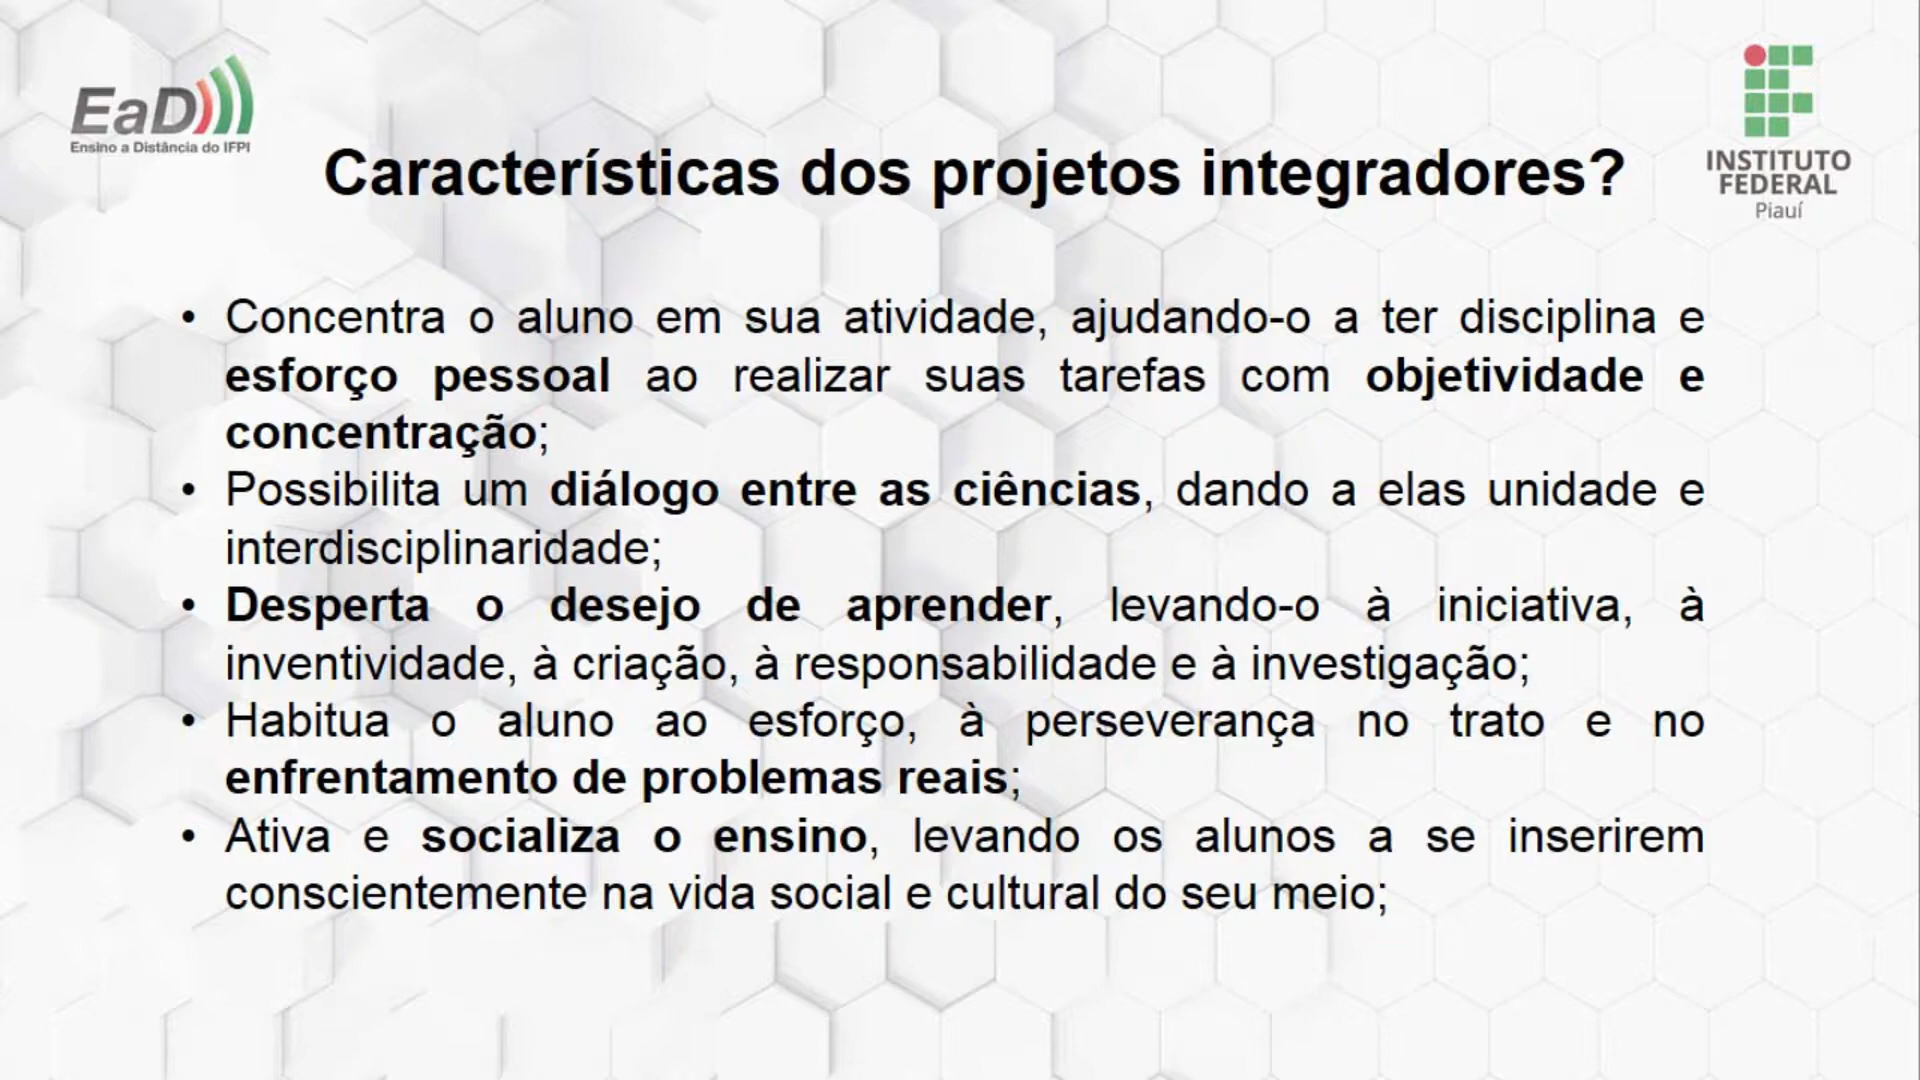 EaD
Ensino a Distância do IFPI
INSTITUTO
FEDERAL
Piauí
Características dos projetos integradores?
• Concentra o aluno em sua atividade, ajudando-o a ter disciplina e
esforço pessoal ao realizar suas tarefas com objetividade e
concentração;
• Possibilita um diálogo entre as ciências, dando a elas unidade e
interdisciplinaridade;
• Desperta o desejo de aprender, levando-o à iniciativa, à
inventividade, à criação, à responsabilidade e à investigação;
• Habitua o aluno ao esforço, à perseverança no trato e no
enfrentamento de problemas reais;
• Ativa e socializa o ensino, levando os alunos a se inserirem
conscientemente na vida social e cultural do seu meio;